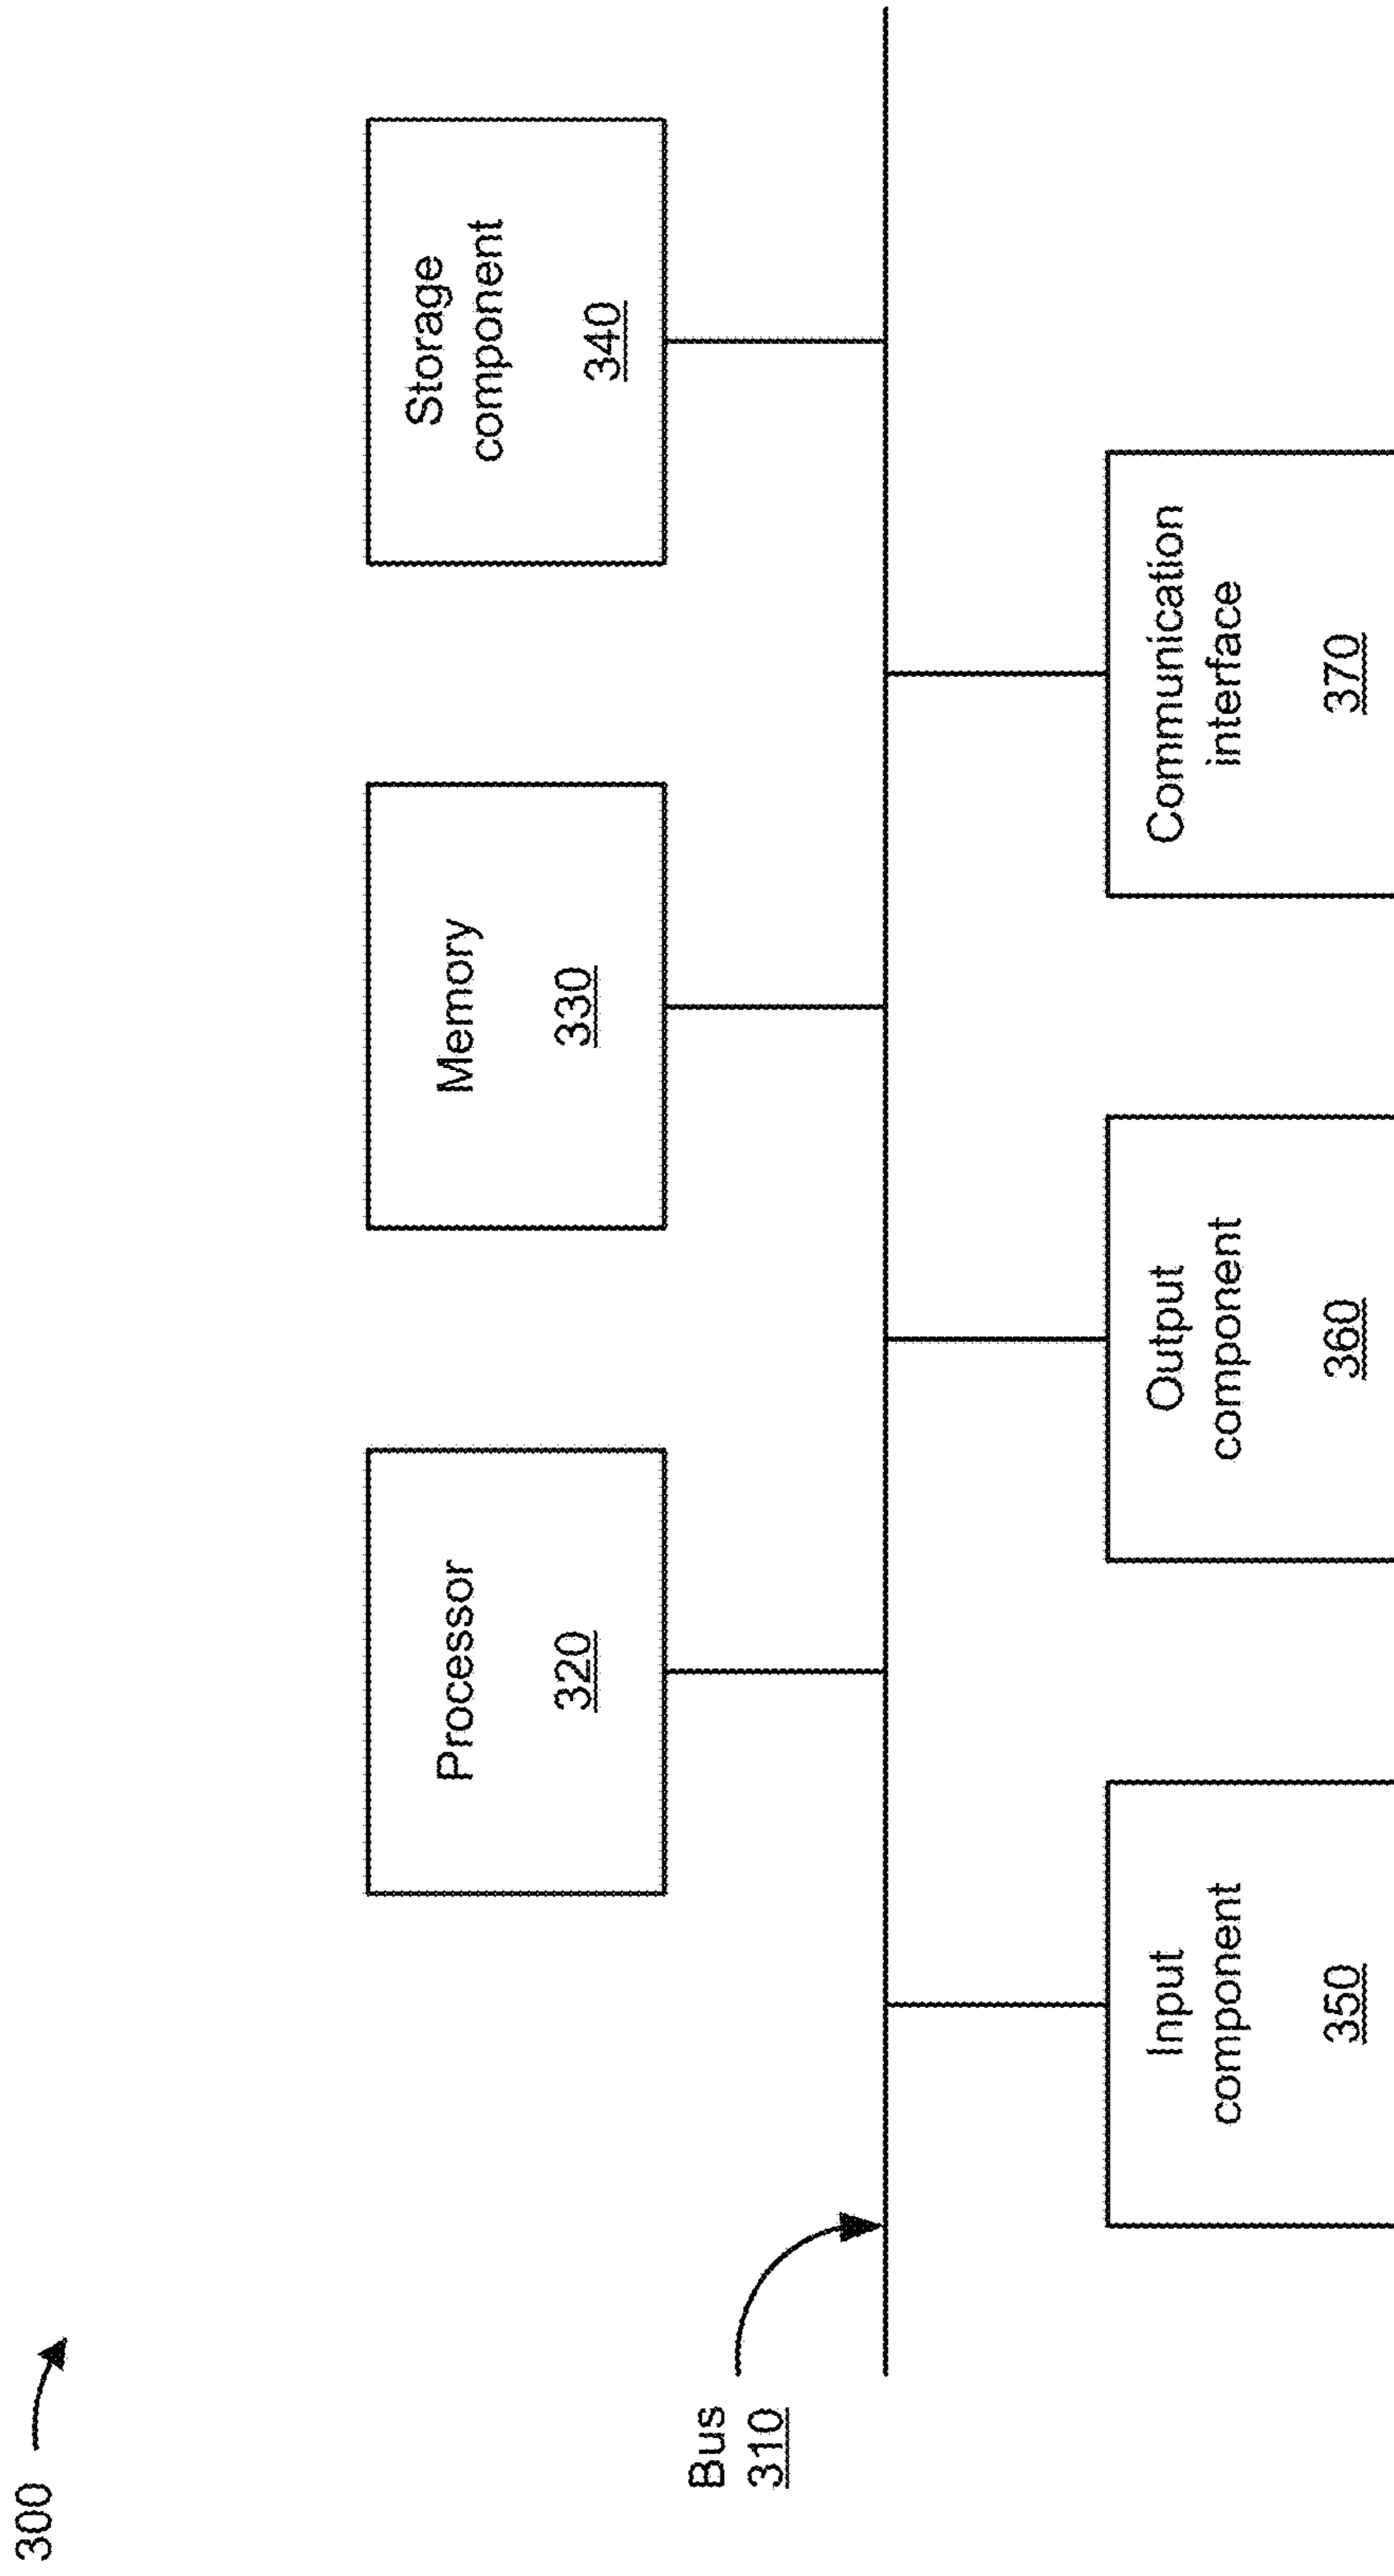 300
Bus
310
Processor
320
Memory
330
Storage
component
340
Input
component
350
Output
component
360
Communication
interface
370